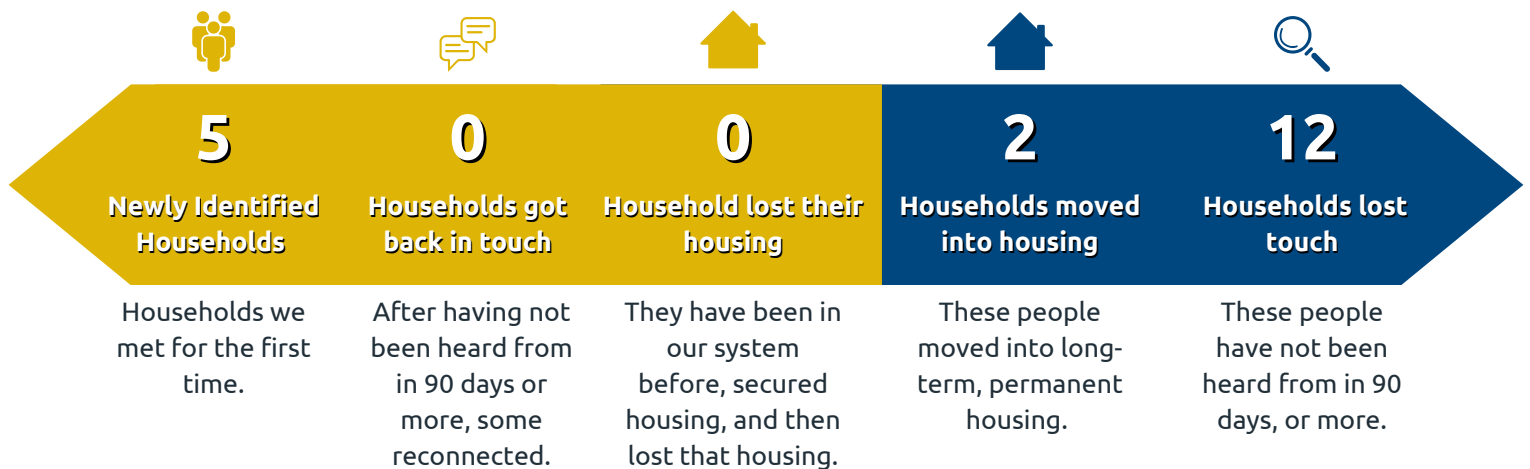 5
Newly Identified
Households
Households we
met for the first
time.
0
Households got
back in touch
After having not
been heard from
in 90 days or
more, some
reconnected.
0
Household lost their
housing
They have been in
our system
before, secured
housing, and then
lost that housing.
2
Households moved
into housing
These people
moved into long-
term, permanent
housing.
12
Households lost
touch
These people
have not been
heard from in 90
days, or more.